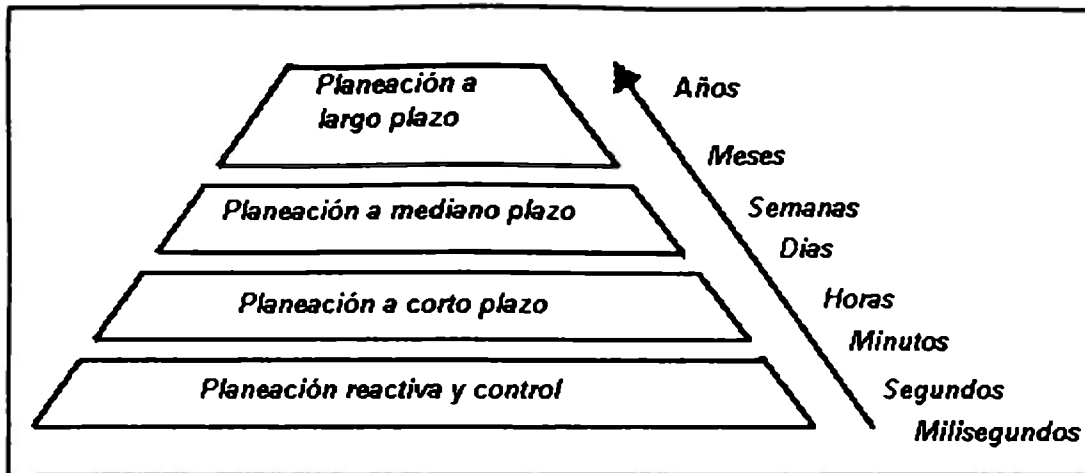 Planeación a
largo plazo
Años
Meses
Planeación a mediano plazo
Semanas
Dias
Planeación a corto plazo
Horas
Minutos
Planeación reactiva y control
Segundos
Milisegundos